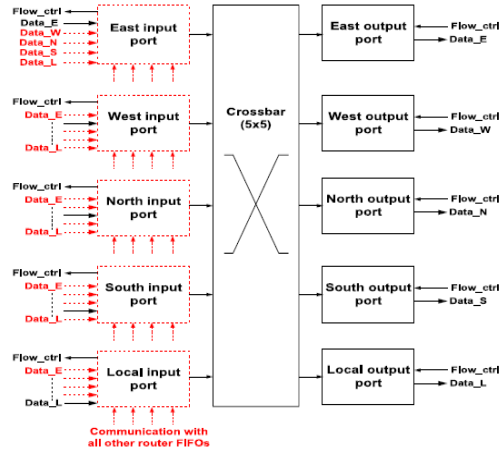 Flow_ctrl
Data_E
Data_W
Data_N
Data_S
Data_L
East input
port
Flow_ctrl
Data_E
Data_L
West input
port
Flow_ctrl
Data_E
Data_L
North input
port
Flow_ctrl
Data_E
Data_L
South input
port
Flow_ctrl
Data_E
Data_L
Local input
port
Communication with
all other router FIFOs
Crossbar
(5x5)
East output
port
Flow_ctrl
Data_E
West output
port
Flow_ctrl
Data_W
North output
port
Flow_ctrl
Data_N
South output
port
Flow_ctrl
Data_S
Local output
port
Flow_ctrl
Data_L